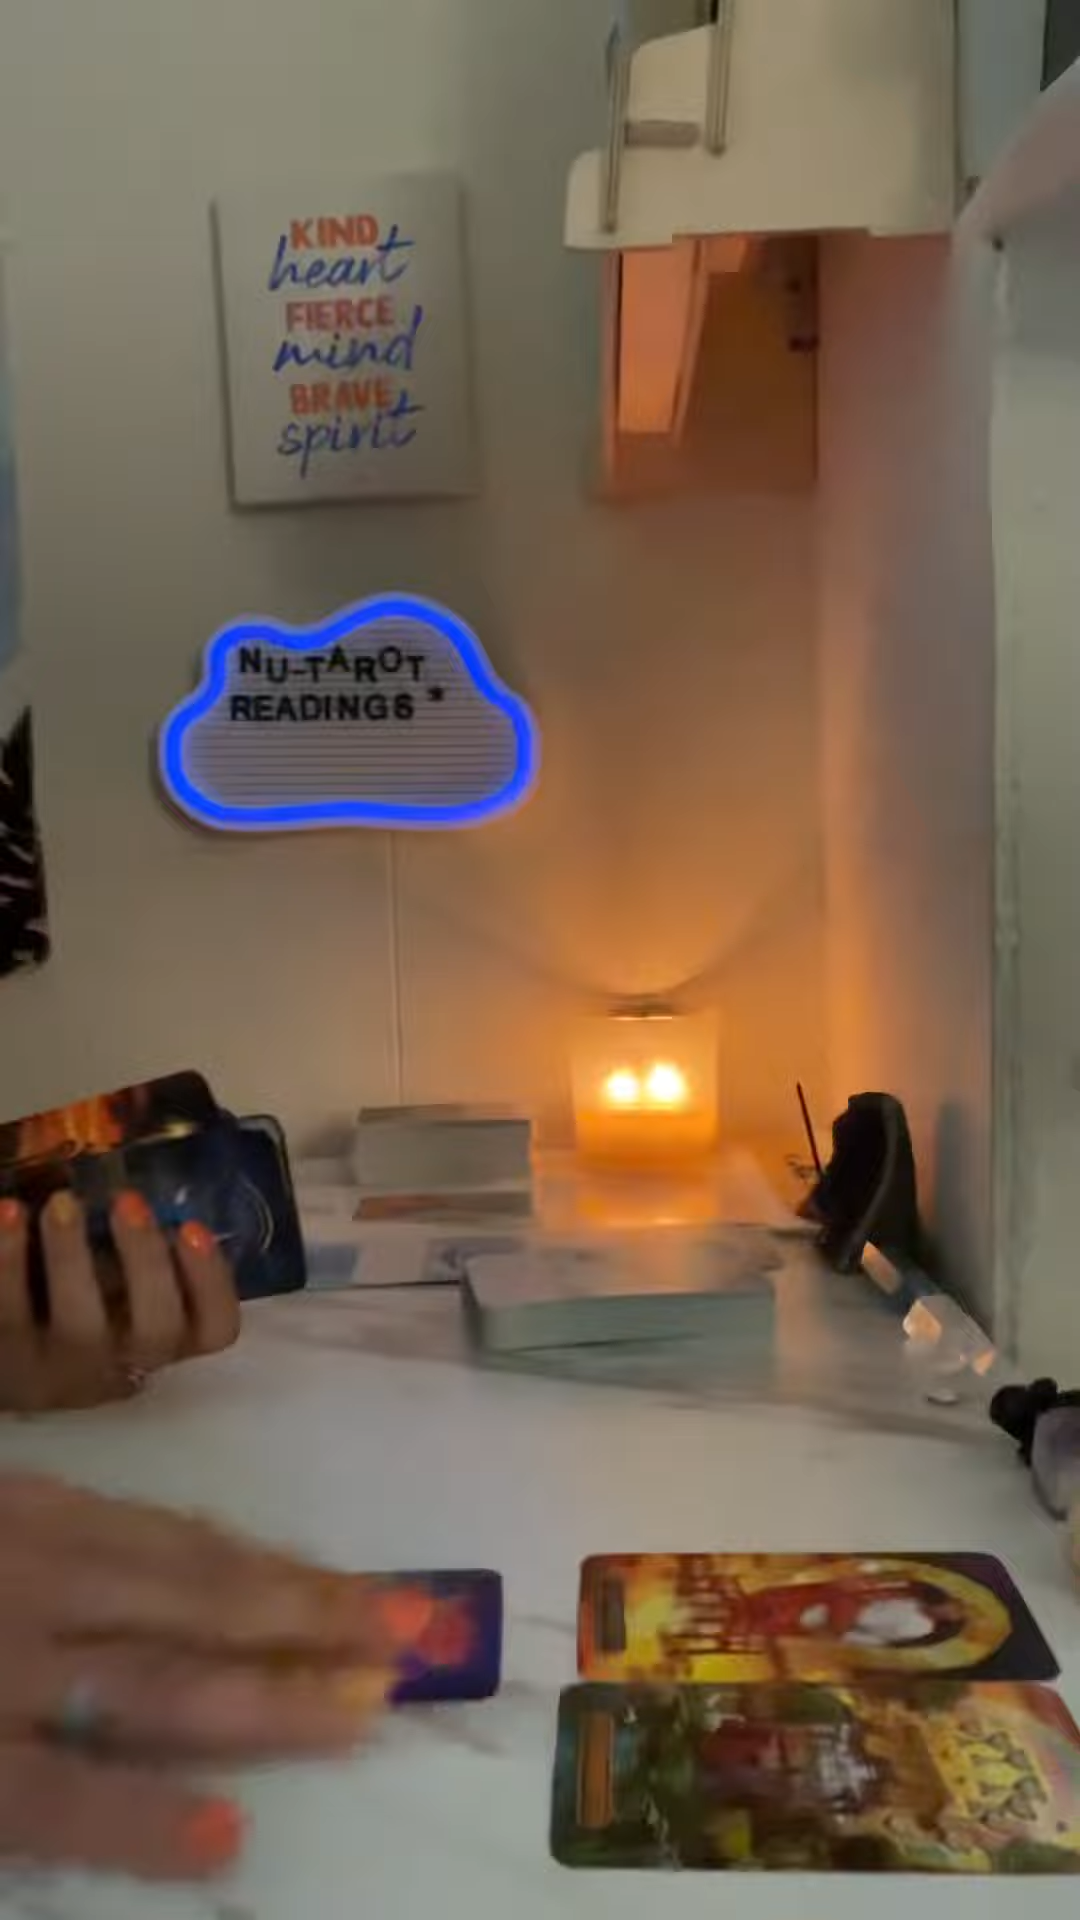 KIND
heart
FIERCE
mind
BRAVE
spirit
NU-TAROT
READINGS *